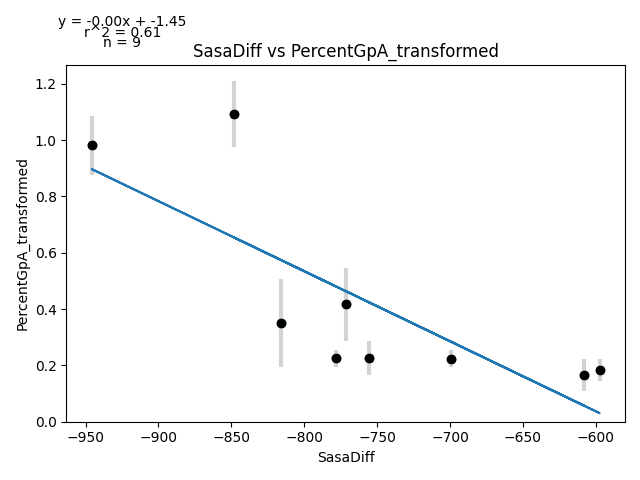 y = -0.00x + -1.45
r^2 = 0.61
n = 9
SasaDiff vs PercentGpA_transformed
1.2
1.0
0.8
0.6
0.4
0.2
0.0
PercentGpA_transformed
−950 −900 −850 −800 −750 −700 −650 −600
SasaDiff